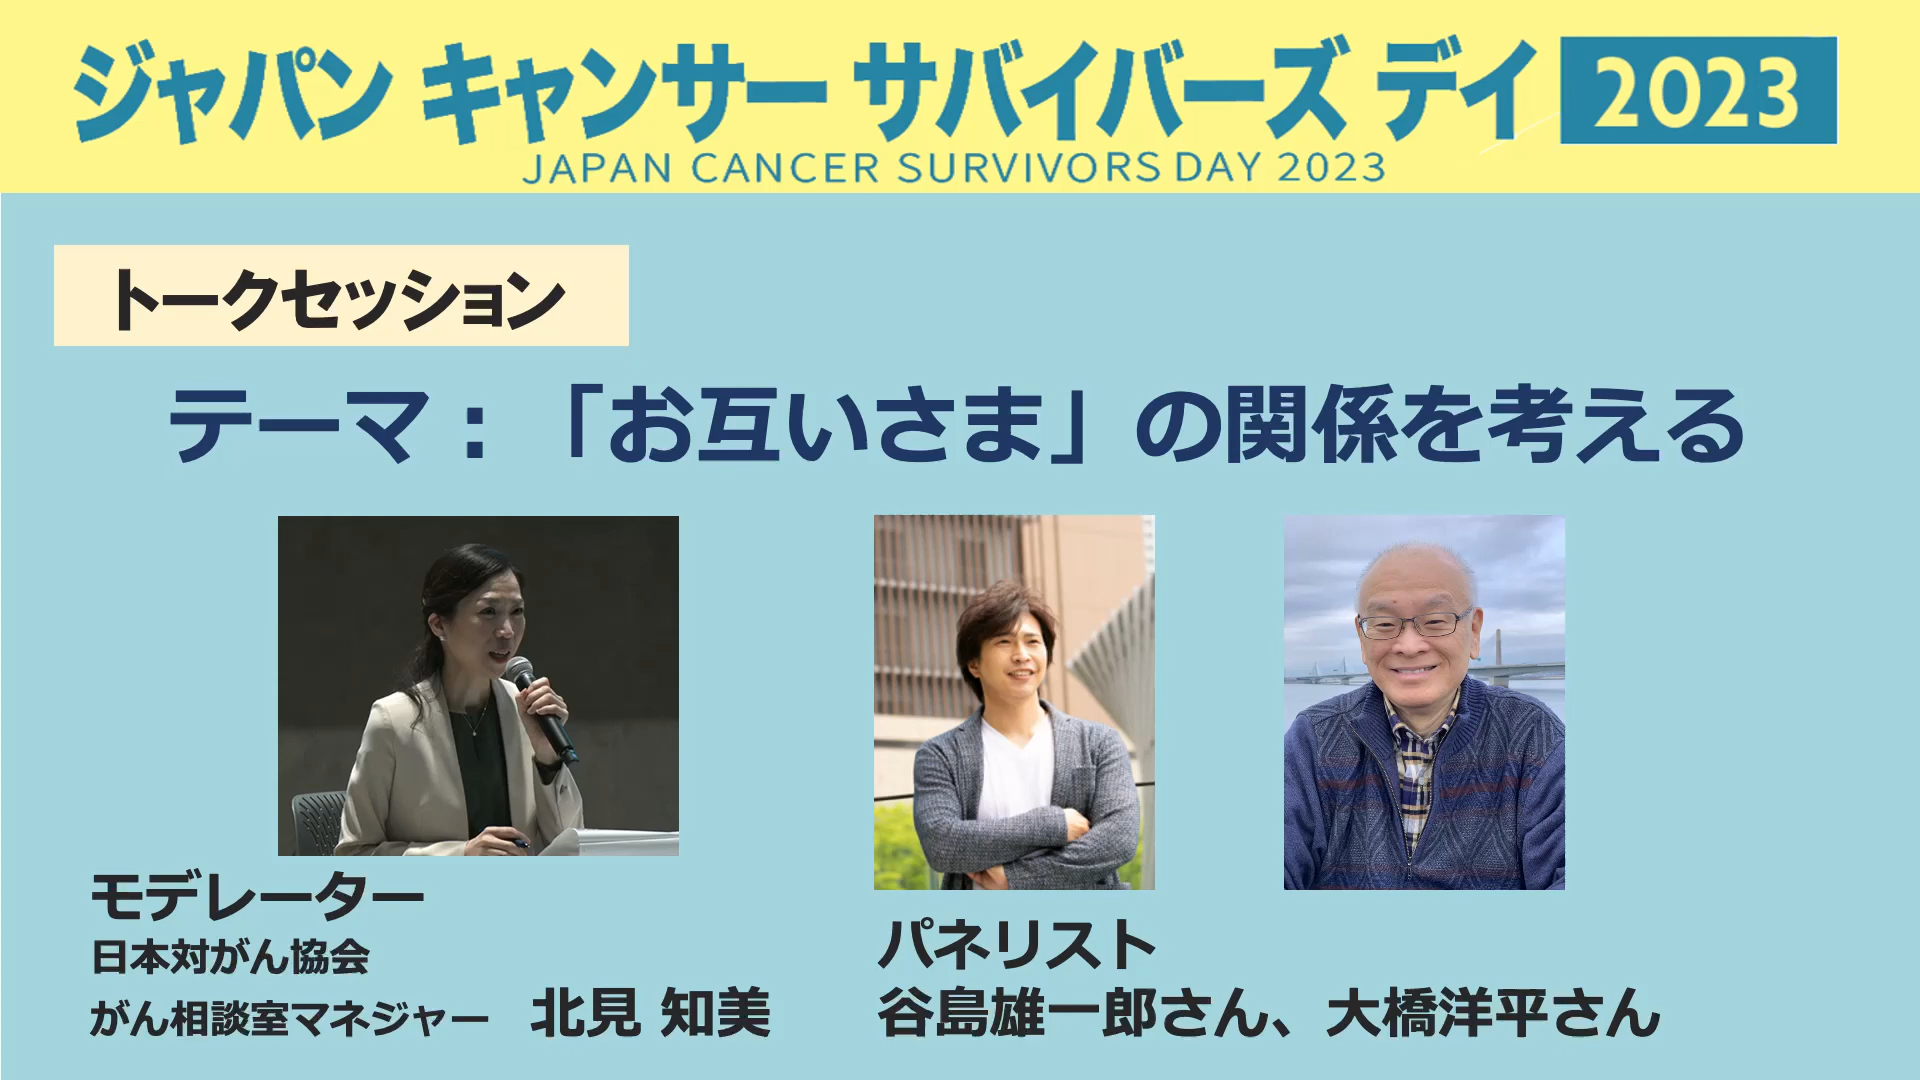 ジャパン キャンサー サバイバーズ デイ 2023
JAPAN CANCER SURVIVORS DAY 2023
トークセッション
テーマ：「お互いさま」の関係を考える
モデレーター
日本対がん協会
がん相談室マネジャー 北見 知美
パネリスト
谷島雄一郎さん、大橋洋平さん